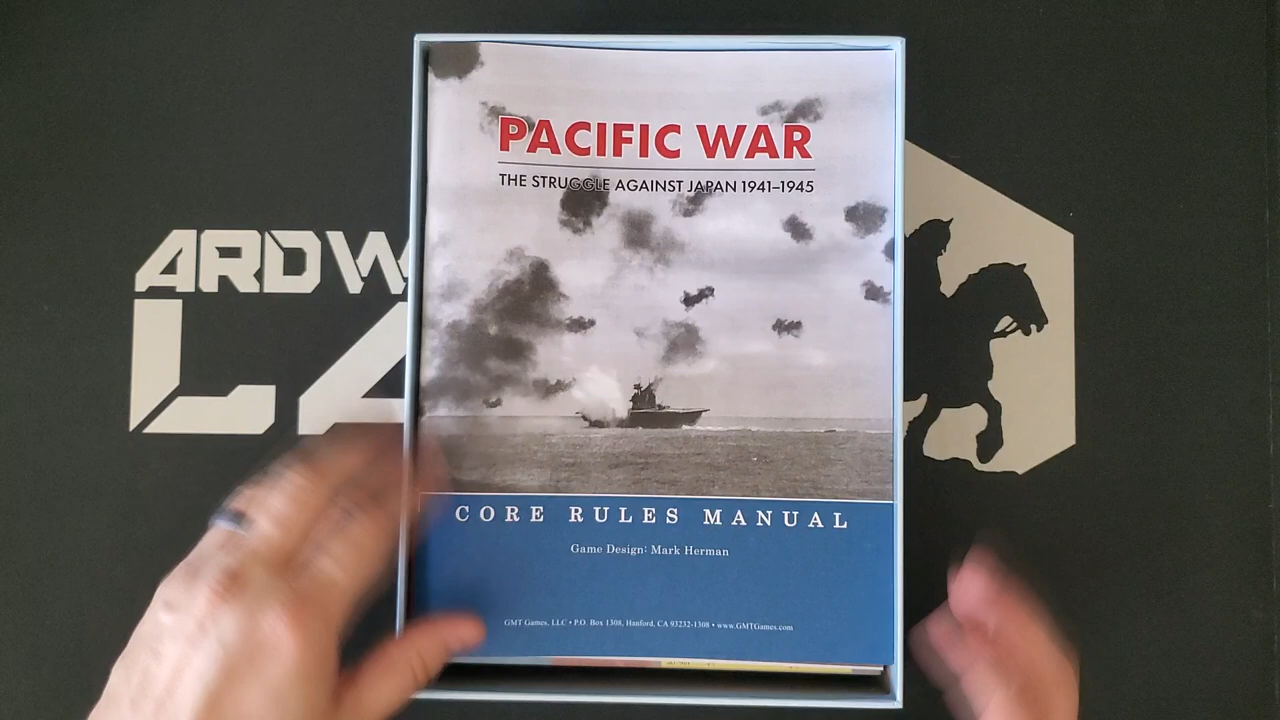 PACIFIC WAR
THE STRUGGLE AGAINST JAPAN 1941–1945
ARDW
CORE RULES MANUAL
Game Design: Mark Herman
GMT Games, LLC • P.O. Box 1308, Hanford, CA 93232-1308 • www.GMTGames.com